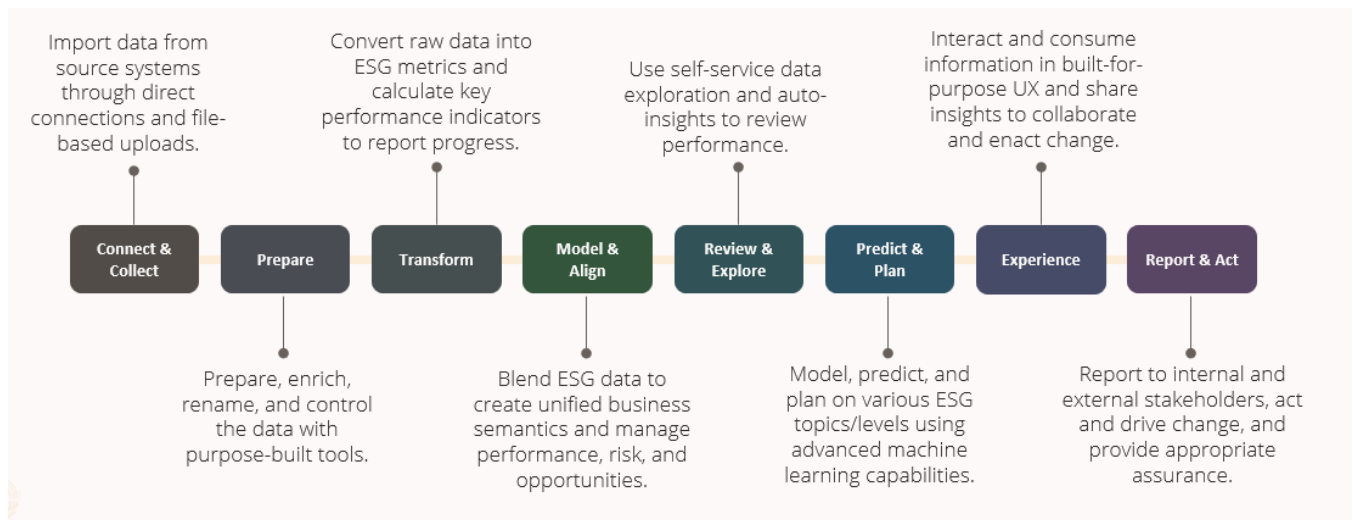 Import data from
source systems
through direct
connections and file-
based uploads.
Convert raw data into
ESG metrics and
calculate key
performance indicators
to report progress.
Use self-service data
exploration and auto-
insights to review
performance.
Interact and consume
information in built-for-
purpose UX and share
insights to collaborate
and enact change.
Connect &
Collect
Prepare
Transform
Model &
Align
Review &
Explore
Predict &
Plan
Experience
Report & Act
Prepare, enrich,
rename, and control
the data with
purpose-built tools.
Blend ESG data to
create unified business
semantics and manage
performance, risk, and
opportunities.
Model, predict, and
plan on various ESG
topics/levels using
advanced machine
learning capabilities.
Report to internal and
external stakeholders, act
and drive change, and
provide appropriate
assurance.